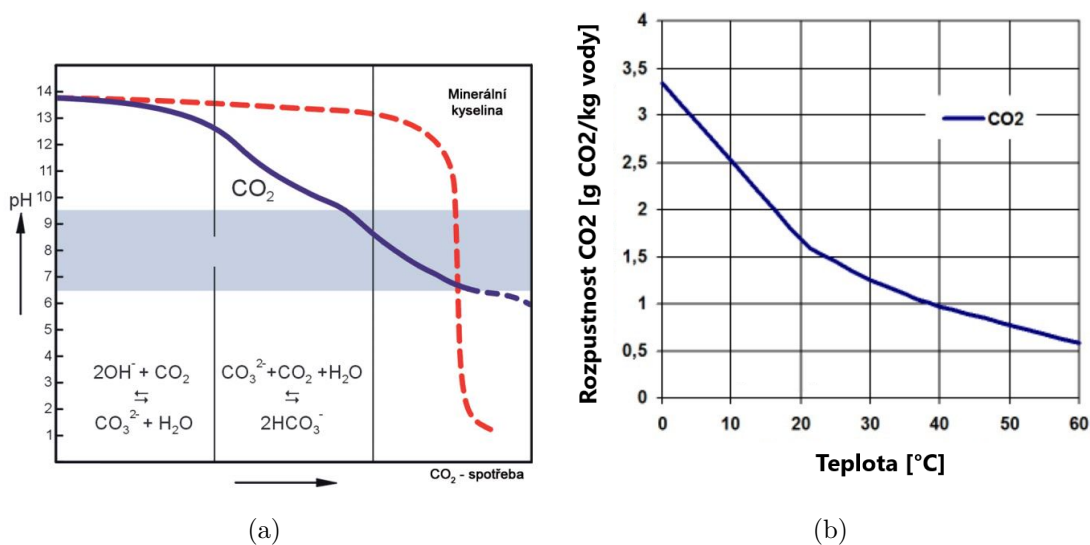 14
13
12
11
10
9
8
7
6
5
4
3
2
1
pH
CO₂
Minerální
kyselina
2OH⁻ + CO₂
⇆
CO₃²⁻ + H₂O
CO₃²⁻+CO₂ +H₂O
⇆
2HCO₃⁻
CO₂ - spotřeba
(a)
Rozpustnost CO2 [g CO2/kg vody]
4
3,5
3
2,5
2
1,5
1
0,5
0
0 10 20 30 40 50 60
CO2
Teplota [°C]
(b)